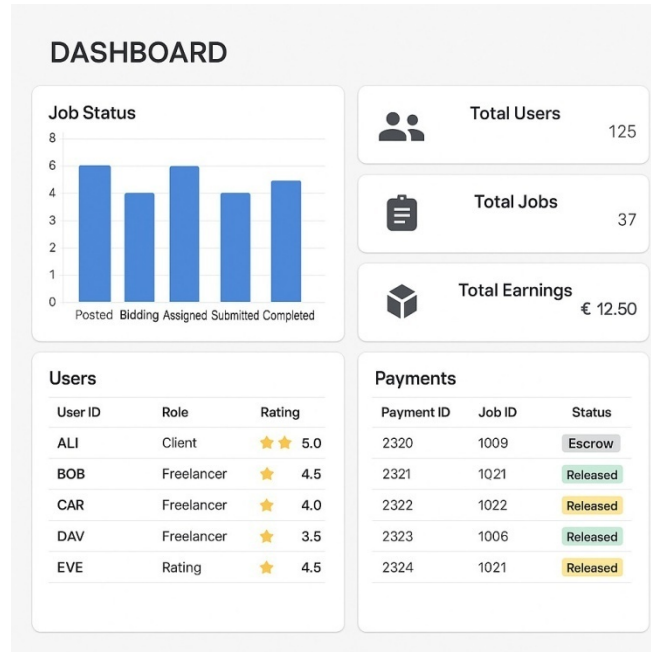 DASHBOARD
Job Status
8
6
4
3
2
1
0
Posted Bidding Assigned Submitted Completed
Total Users
125
Total Jobs
37
Total Earnings
€ 12.50
Users
User ID Role Rating
ALI Client 5.0
BOB Freelancer 4.5
CAR Freelancer 4.0
DAV Freelancer 3.5
EVE Rating 4.5
Payments
Payment ID Job ID Status
2320 1009 Escrow
2321 1021 Released
2322 1022 Released
2323 1006 Released
2324 1021 Released